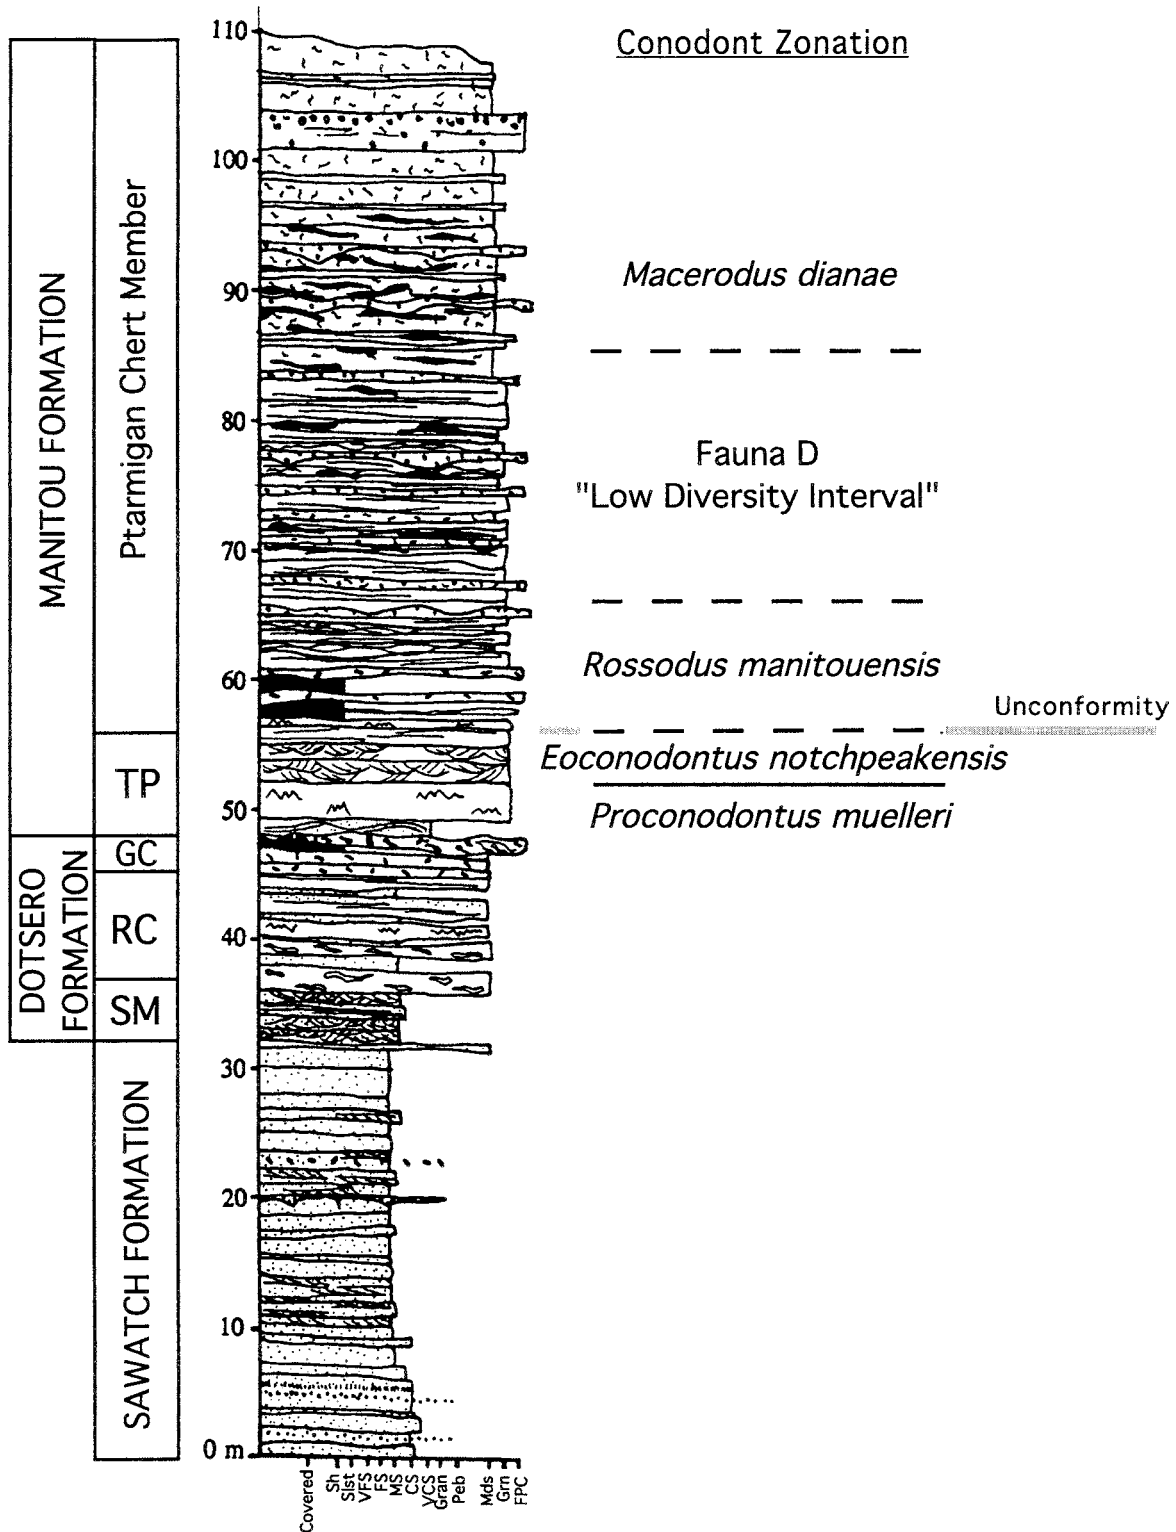 Conodont Zonation
MANITOU FORMATION
Ptarmigan Chert Member
TP
DOTSERO
FORMATION
GC
RC
SM
SAWATCH FORMATION
110
100
90
80
70
60
50
40
30
20
10
0 m
Macerodus dianae
Fauna D
"Low Diversity Interval"
Rossodus manitouensis
Unconformity
Eoconodontus notchpeakensis
Proconodontus muelleri
Covered
Sh
Slst
VFS
FS
MS
CS
VCS
Gran
Peb
Mds
Grn
FPC